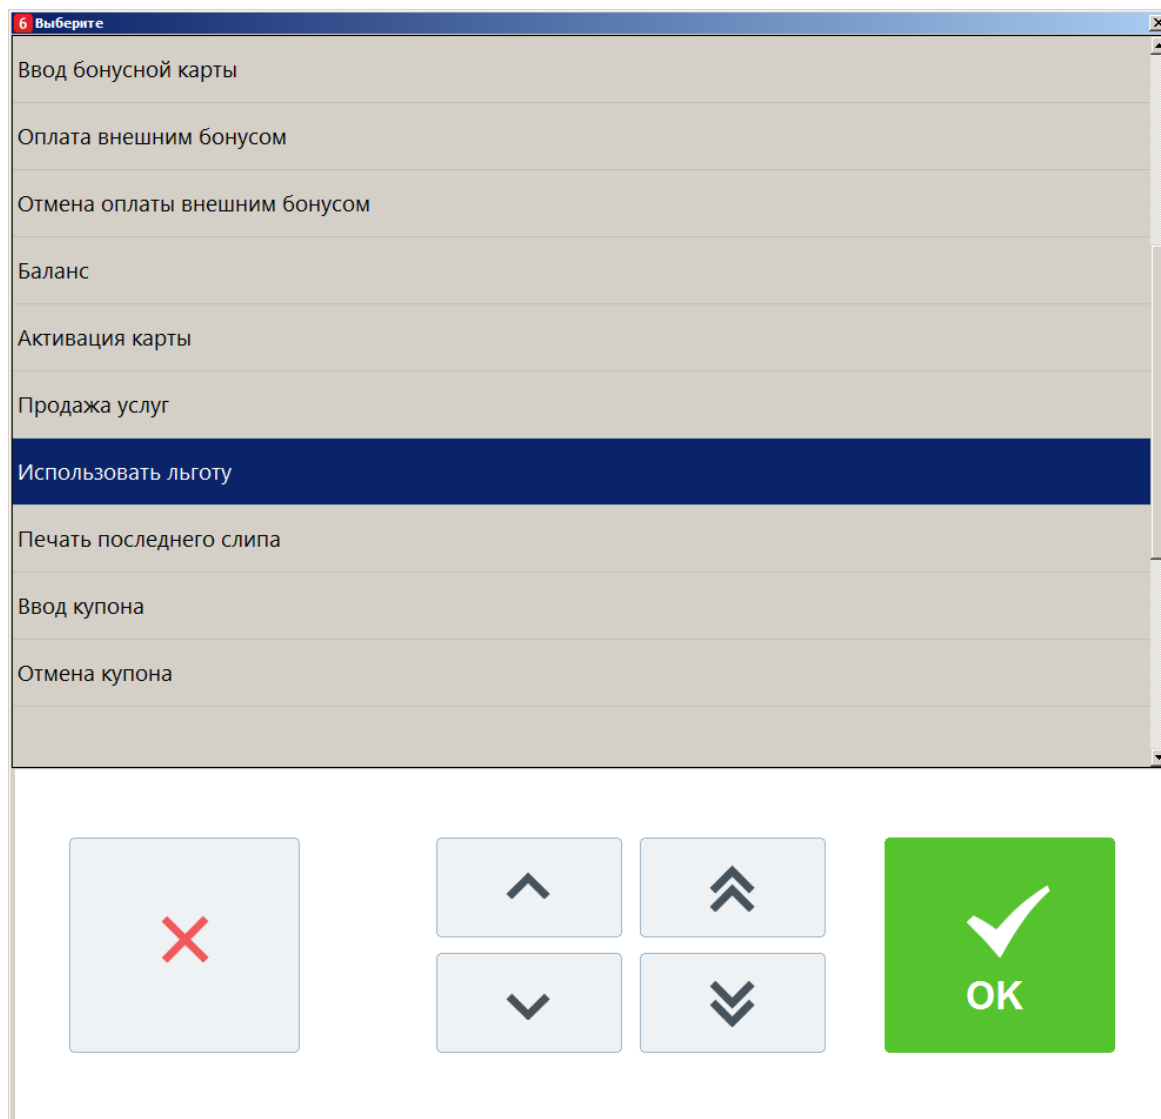 6 Выберите
Ввод бонусной карты
Оплата внешним бонусом
Отмена оплаты внешним бонусом
Баланс
Активация карты
Продажа услуг
Использовать льготу
Печать последнего слипа
Ввод купона
Отмена купона
OK